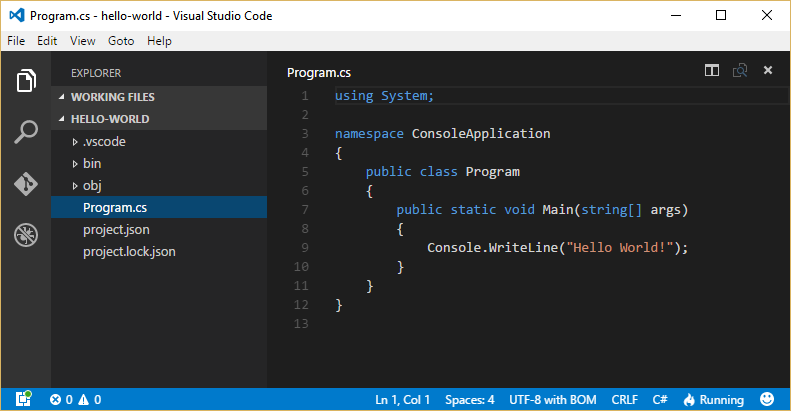 Program.cs - hello-world - Visual Studio Code
File Edit View Goto Help
EXPLORER
WORKING FILES
HELLO-WORLD
.vscode
bin
obj
Program.cs
project.json
project.lock.json
Program.cs
1 using System;
2
3 namespace ConsoleApplication
4 {
5 public class Program
6 {
7 public static void Main(string[] args)
8 {
9 Console.WriteLine("Hello World!");
10 }
11 }
12 }
13
0 0 Ln 1, Col 1 Spaces: 4 UTF-8 with BOM CRLF C# Running